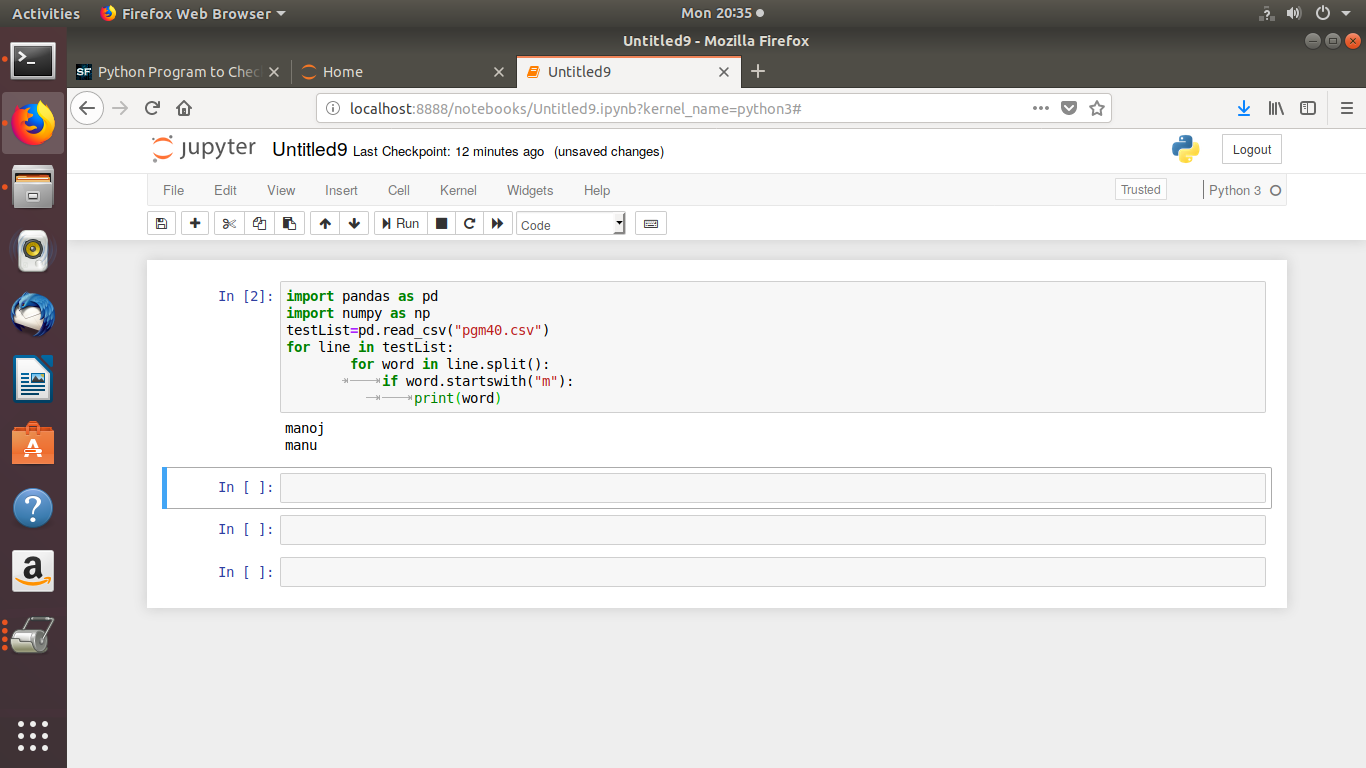 Activities Firefox Web Browser Mon 20:35
Untitled9 - Mozilla Firefox
SF Python Program to Chec Home Untitled9
localhost:8888/notebooks/Untitled9.ipynb?kernel_name=python3#
jupyter Untitled9 Last Checkpoint: 12 minutes ago (unsaved changes) Logout
File Edit View Insert Cell Kernel Widgets Help Trusted Python 3
Run Code
In [2]: import pandas as pd
import numpy as np
testList=pd.read_csv("pgm40.csv")
for line in testList:
for word in line.split():
if word.startswith("m"):
print(word)
manoj
manu
In [ ]:
In [ ]:
In [ ]: